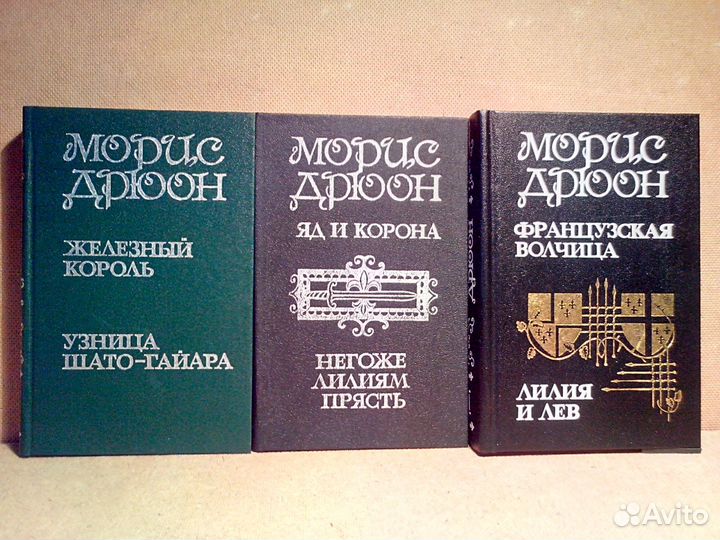 МОРИС
ДРЮОН
ЖЕЛЕЗНЫЙ
КОРОЛЬ
УЗНИЦА
ШАТО-ГАЙАРА
МОРИС
ДРЮОН
ЯД И КОРОНА
НЕГОЖЕ
ЛИЛИЯМ
ПРЯСТЬ
МОРИС
ДРЮОН
ФРАНЦУЗСКАЯ
ВОЛЧИЦА
ЛИЛИЯ
И ЛЕВ
Avito